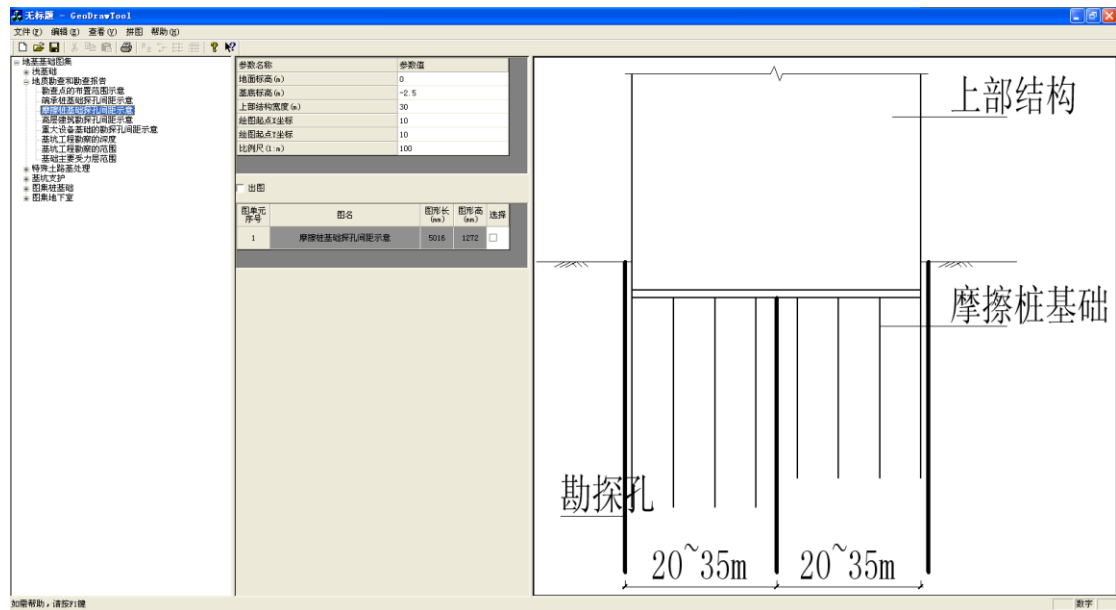 无标题 - GeoDrawTool
文件(F) 编辑(E) 查看(V) 拼图 帮助(H)
地基基础图集
浅基础
地质勘查和勘查报告
勘查点的布置范围示意
端承桩基础探孔间距示意
摩擦桩基础探孔间距示意
高层建筑勘探孔间距示意
重大设备基础的勘探孔间距示意
基坑工程勘察的深度
基坑工程勘察的范围
基础主要受力层范围
特殊土路基处理
基坑支护
图集桩基础
图集地下室
参数名称 参数值
地面标高(m) 0
基底标高(m) -2.5
上部结构宽度(m) 30
绘图起点X坐标 10
绘图起点Y坐标 10
比例尺(1:n) 100
出图
图单元序号 图名 图形长(mm) 图形高(mm) 选择
1 摩擦桩基础探孔间距示意 5016 1272
上部结构
摩擦桩基础
勘探孔
20~35m 20~35m
如需帮助，请按F1键
数字